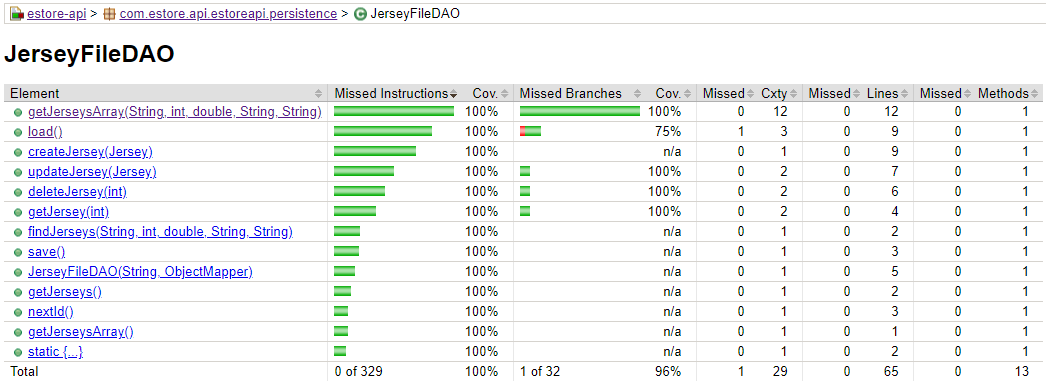 estore-api > com.estore.api.estoreapi.persistence > JerseyFileDAO
JerseyFileDAO
Element Missed Instructions Cov. Missed Branches Cov. Missed Cxty Missed Lines Missed Methods
getJerseysArray(String, int, double, String, String) 100% 100% 0 12 0 12 0 1
load() 100% 75% 1 3 0 9 0 1
createJersey(Jersey) 100% n/a 0 1 0 9 0 1
updateJersey(Jersey) 100% 100% 0 2 0 7 0 1
deleteJersey(int) 100% 100% 0 2 0 6 0 1
getJersey(int) 100% 100% 0 2 0 4 0 1
findJerseys(String, int, double, String, String) 100% n/a 0 1 0 2 0 1
save() 100% n/a 0 1 0 3 0 1
JerseyFileDAO(String, ObjectMapper) 100% n/a 0 1 0 5 0 1
getJerseys() 100% n/a 0 1 0 2 0 1
nextId() 100% n/a 0 1 0 3 0 1
getJerseysArray() 100% n/a 0 1 0 1 0 1
static {...} 100% n/a 0 1 0 2 0 1
Total 0 of 329 100% 1 of 32 96% 1 29 0 65 0 13